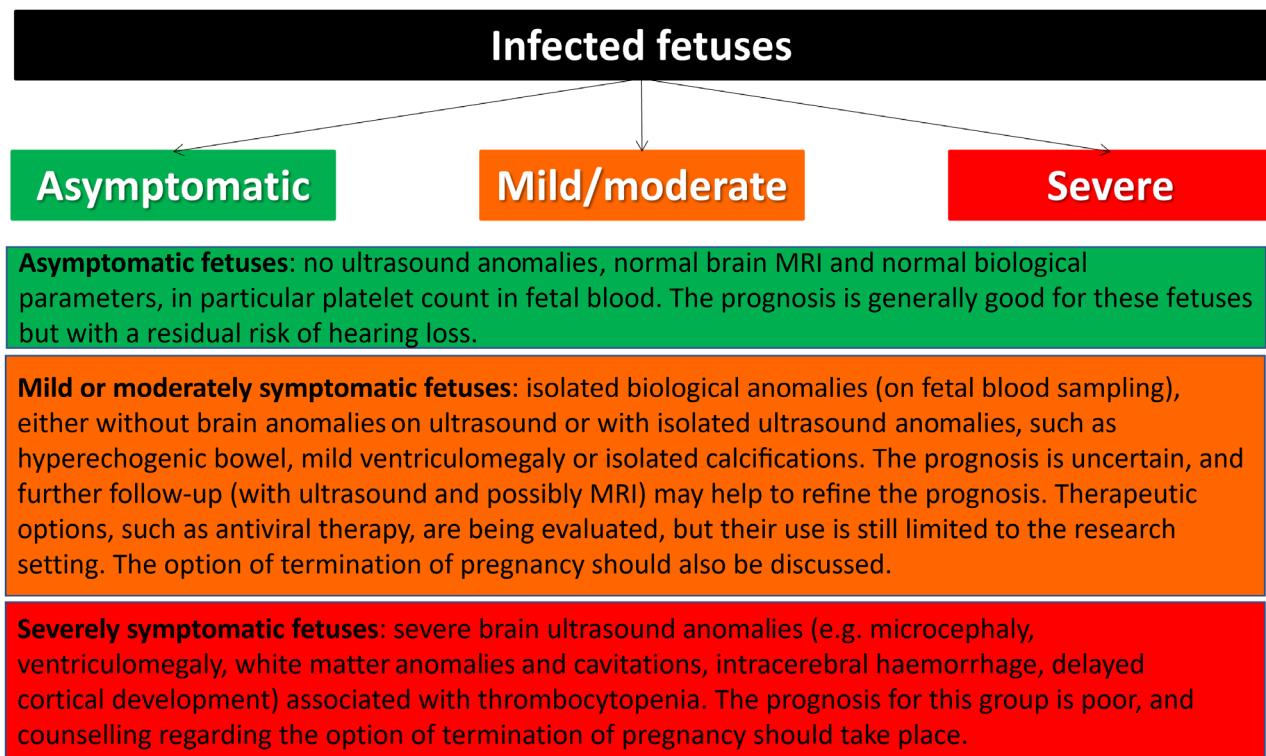 Infected fetuses
Asymptomatic
Mild/moderate
Severe
Asymptomatic fetuses: no ultrasound anomalies, normal brain MRI and normal biological
parameters, in particular platelet count in fetal blood. The prognosis is generally good for these fetuses
but with a residual risk of hearing loss.
Mild or moderately symptomatic fetuses: isolated biological anomalies (on fetal blood sampling),
either without brain anomalies on ultrasound or with isolated ultrasound anomalies, such as
hyperechogenic bowel, mild ventriculomegaly or isolated calcifications. The prognosis is uncertain, and
further follow-up (with ultrasound and possibly MRI) may help to refine the prognosis. Therapeutic
options, such as antiviral therapy, are being evaluated, but their use is still limited to the research
setting. The option of termination of pregnancy should also be discussed.
Severely symptomatic fetuses: severe brain ultrasound anomalies (e.g. microcephaly,
ventriculomegaly, white matter anomalies and cavitations, intracerebral haemorrhage, delayed
cortical development) associated with thrombocytopenia. The prognosis for this group is poor, and
counselling regarding the option of termination of pregnancy should take place.